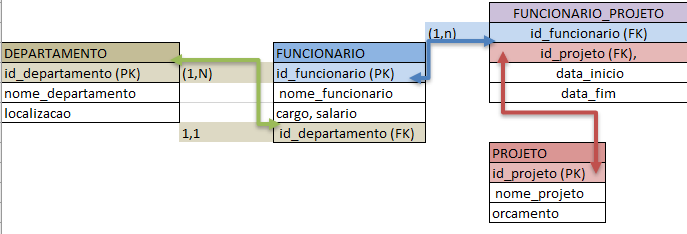 FUNCIONARIO_PROJETO
(1,n)
id_funcionario (FK)
DEPARTAMENTO
FUNCIONARIO
id_projeto (FK),
id_departamento (PK)
(1,N)
id_funcionario (PK)
data_inicio
nome_departamento
nome_funcionario
data_fim
localizacao
cargo, salario
1,1
id_departamento (FK)
PROJETO
id_projeto (PK)
nome_projeto
orcamento